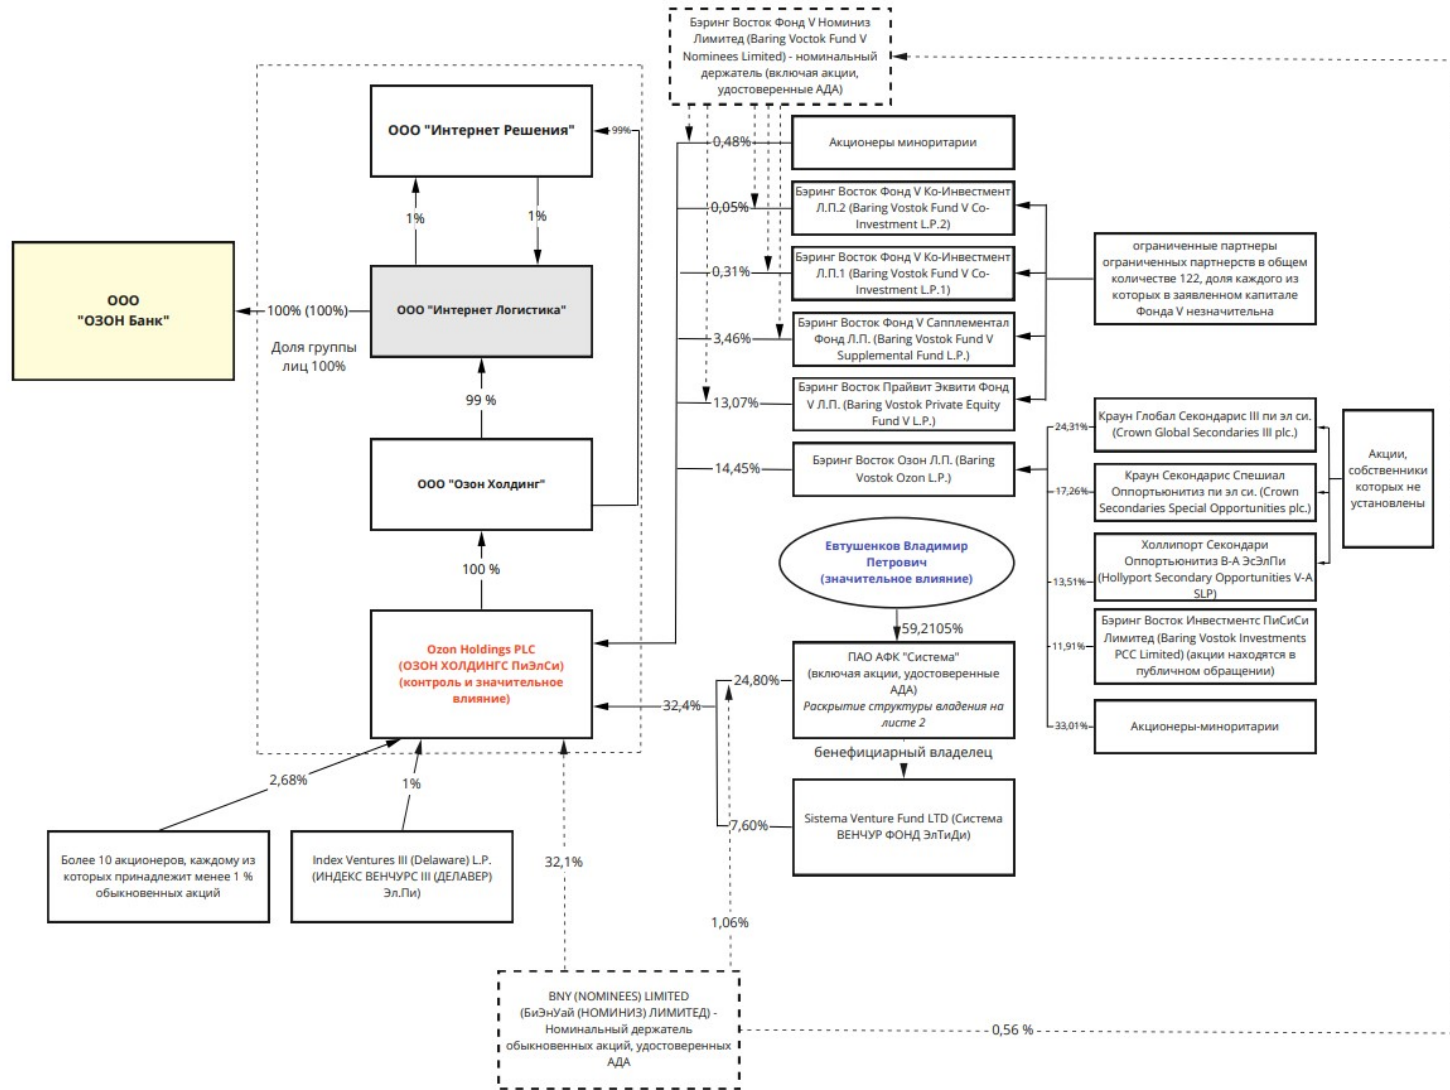 Бэринг Восток Фонд V Номиниз
Лимитед (Baring Voctok Fund V
Nominees Limited) - номинальный
держатель (включая акции,
удостоверенные АДА)
ООО "Интернет Решения"
99%
0,48%
Акционеры миноритарии
1%
1%
0,05%
Бэринг Восток Фонд V Ко-Инвестмент
Л.П.2 (Baring Vostok Fund V Co-
Investment L.P.2)
ООО
"ОЗОН Банк"
100% (100%)
Доля группы
лиц 100%
ООО "Интернет Логистика"
0,31%
Бэринг Восток Фонд V Ко-Инвестмент
Л.П.1 (Baring Vostok Fund V Co-
Investment L.P.1)
ограниченные партнеры
ограниченных партнерств в общем
количестве 122, доля каждого из
которых в заявленном капитале
Фонда V незначительна
3,46%
Бэринг Восток Фонд V Сапплементал
Фонд Л.П. (Baring Vostok Fund V
Supplemental Fund L.P.)
99 %
13,07%
Бэринг Восток Прайвит Эквити Фонд
V Л.П. (Baring Vostok Private Equity
Fund V L.P.)
14,45%
Бэринг Восток Озон Л.П. (Baring
Vostok Ozon L.P.)
24,31%
Краун Глобал Секондарис III пи эл си.
(Crown Global Secondaries III plc.)
Акции,
собственники
которых не
установлены
ООО "Озон Холдинг"
17,26%
Краун Секондарис Спешиал
Оппортьюнитиз пи эл си. (Crown
Secondaries Special Opportunities plc.)
100 %
Евтушенков Владимир
Петрович
(значительное влияние)
13,51%
Холлипорт Секондари
Оппортьюнитиз В-А ЭсЭлПи
(Hollyport Secondary Opportunities V-A
SLP)
59,2105%
11,91%
Бэринг Восток Инвестментс ПиСиСи
Лимитед (Baring Vostok Investments
PCC Limited) (акции находятся в
публичном обращении)
Ozon Holdings PLC
(ОЗОН ХОЛДИНГС ПиЭлСи)
(контроль и значительное
влияние)
32,4%
24,80%
ПАО АФК "Система"
(включая акции, удостоверенные
АДА)
Раскрытие структуры владения на
листе 2
33,01%
Акционеры-миноритарии
бенефициарный владелец
2,68%
1%
7,60%
Sistema Venture Fund LTD (Система
ВЕНЧУР ФОНД ЭлТиДи)
Более 10 акционеров, каждому из
которых принадлежит менее 1 %
обыкновенных акций
Index Ventures III (Delaware) L.P.
(ИНДЕКС ВЕНЧУРС III (ДЕЛАВЕР)
Эл.Пи)
32,1%
1,06%
BNY (NOMINEES) LIMITED
(БиЭнУай (НОМИНИЗ) ЛИМИТЕД) -
Номинальный держатель
обыкновенных акций, удостоверенных
АДА
0,56 %